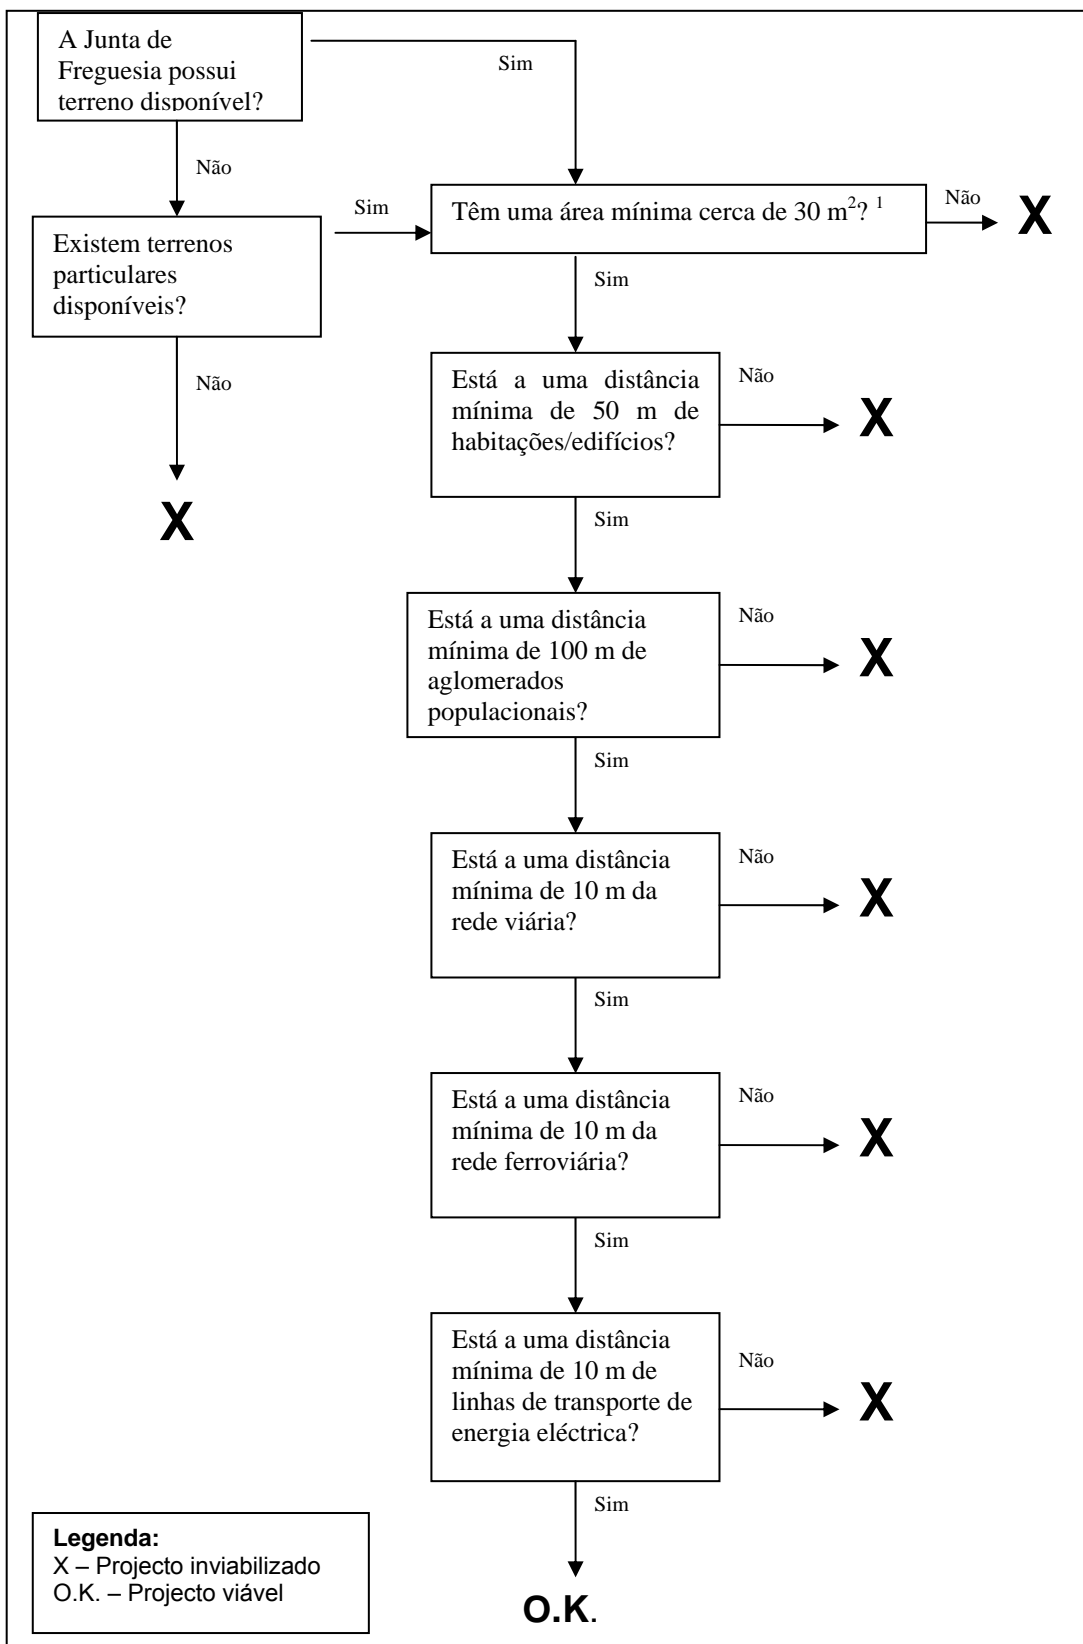 A Junta de
Freguesia possui
terreno disponível?
Sim
Não
Sim
Têm uma área mínima cerca de 30 m²? ¹
Não
X
Existem terrenos
particulares
disponíveis?
Sim
Não
X
Está a uma distância
mínima de 50 m de
habitações/edifícios?
Não
X
Sim
Está a uma distância
mínima de 100 m de
aglomerados
populacionais?
Não
X
Sim
Está a uma distância
mínima de 10 m da
rede viária?
Não
X
Sim
Está a uma distância
mínima de 10 m da
rede ferroviária?
Não
X
Sim
Está a uma distância
mínima de 10 m de
linhas de transporte de
energia eléctrica?
Não
X
Sim
O.K.
Legenda:
X – Projecto inviabilizado
O.K. – Projecto viável